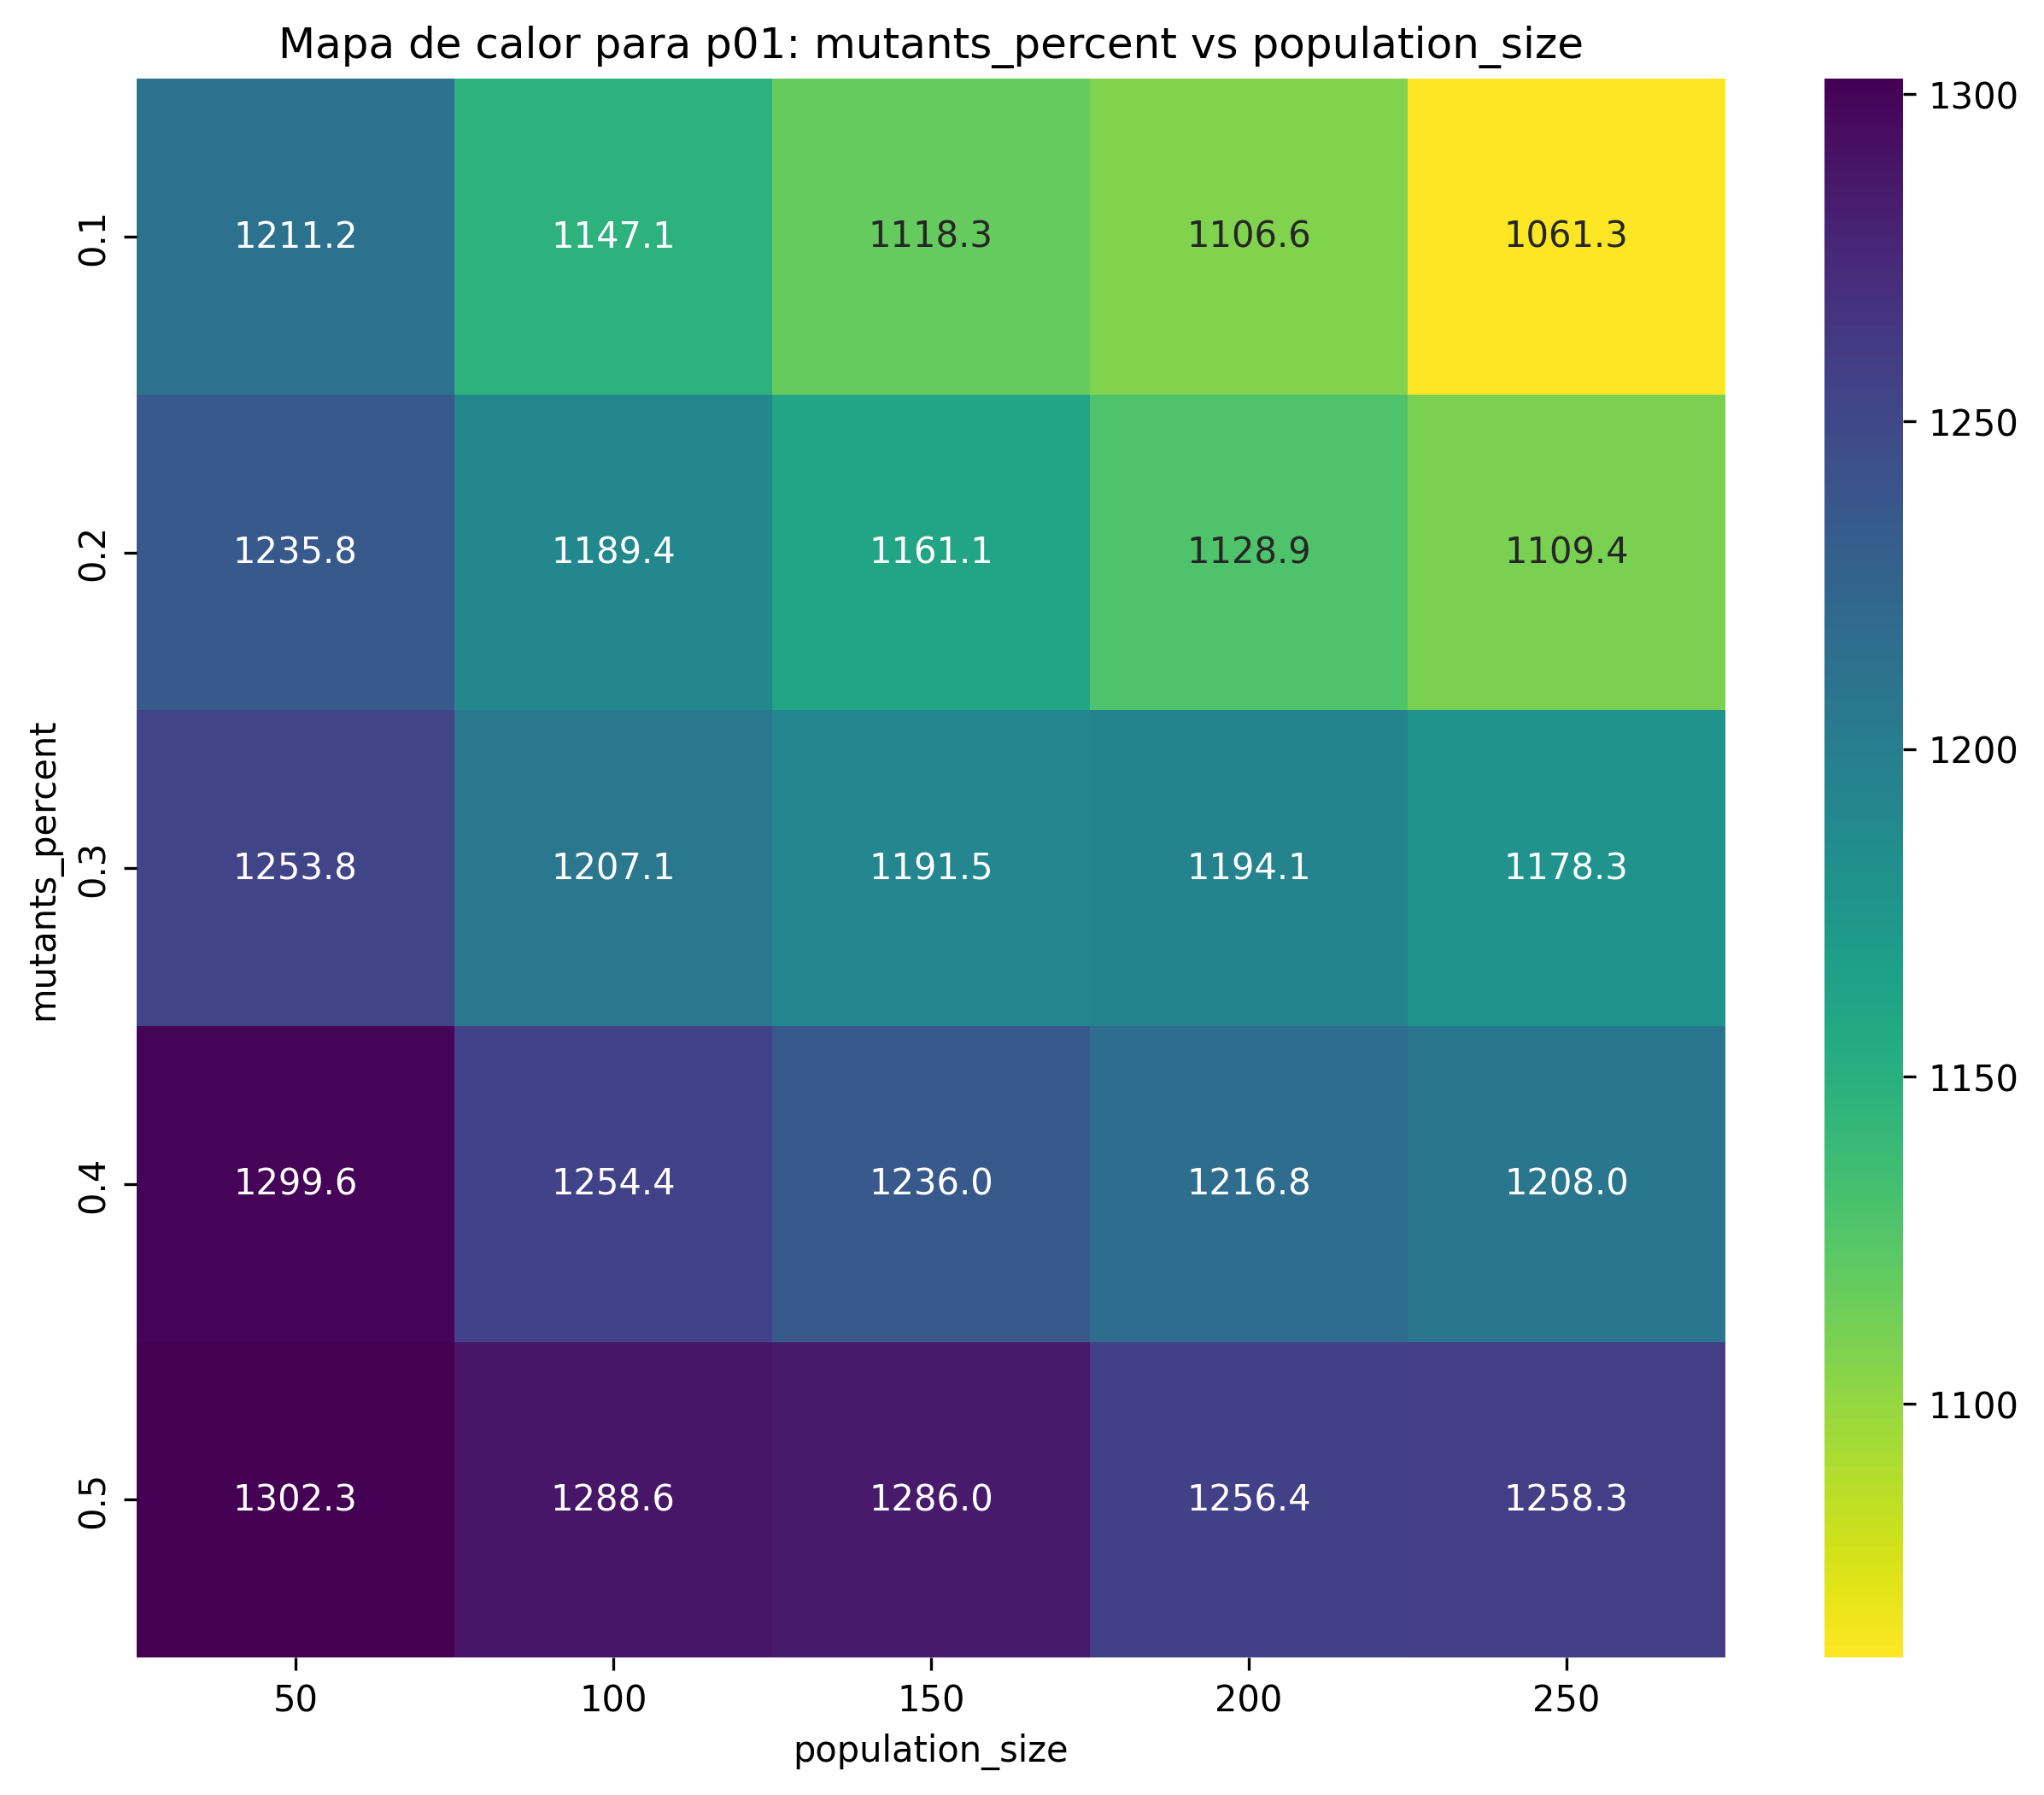 Mapa de calor para p01: mutants_percent vs population_size
1300
1250
1200
1150
1100
mutants_percent
0.1 1211.2 1147.1 1118.3 1106.6 1061.3
0.2 1235.8 1189.4 1161.1 1128.9 1109.4
0.3 1253.8 1207.1 1191.5 1194.1 1178.3
0.4 1299.6 1254.4 1236.0 1216.8 1208.0
0.5 1302.3 1288.6 1286.0 1256.4 1258.3
50 100 150 200 250
population_size